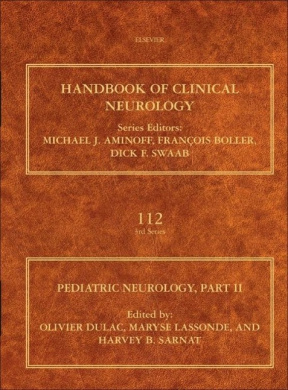 ELSEVIER
HANDBOOK OF CLINICAL
NEUROLOGY
Series Editors:
MICHAEL J. AMINOFF, FRANÇOIS BOLLER,
DICK F. SWAAB
112
3rd Series
PEDIATRIC NEUROLOGY, PART II
Edited by:
OLIVIER DULAC, MARYSE LASSONDE, AND
HARVEY B. SARNAT